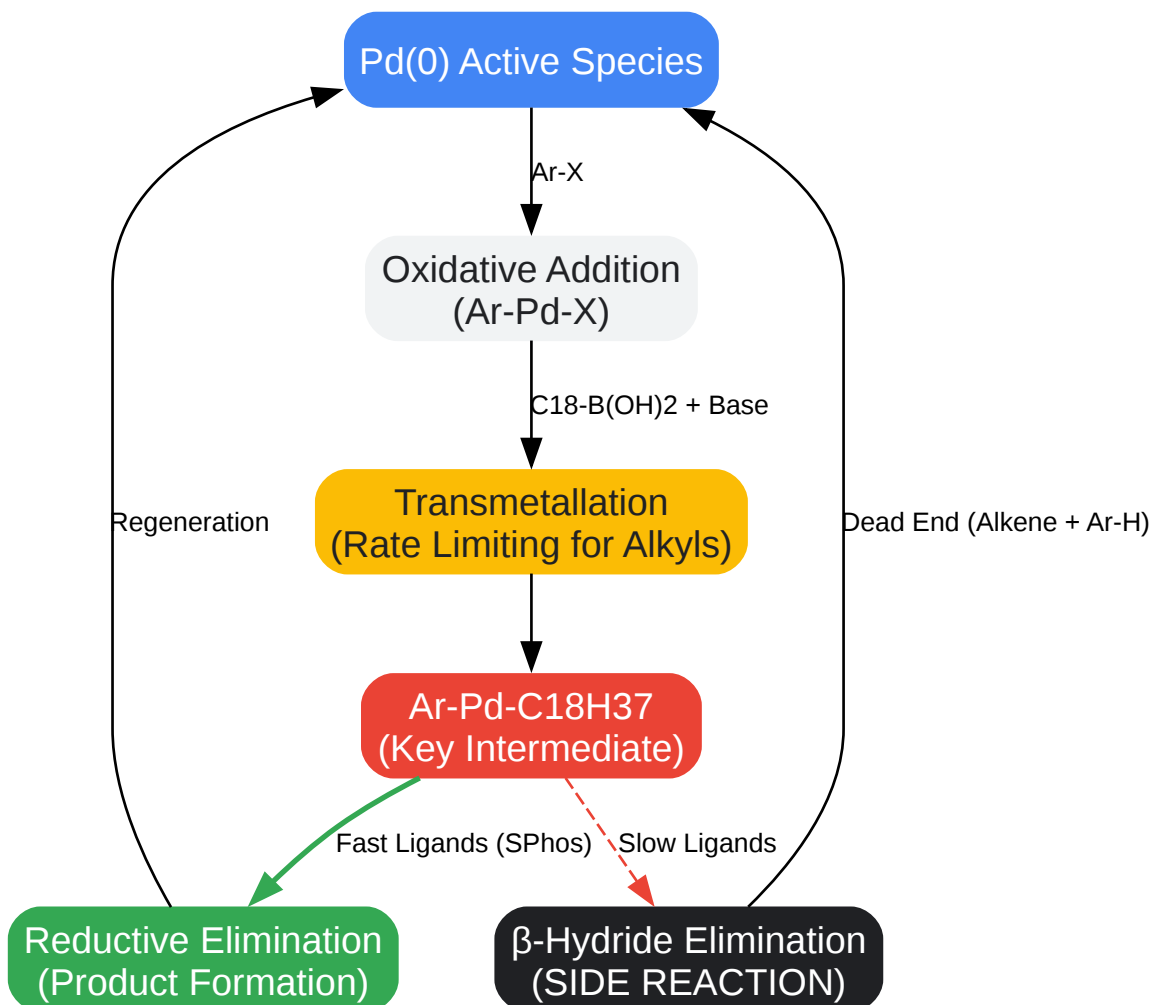 Pd(0) Active Species
Ar-X
Oxidative Addition
(Ar-Pd-X)
C18-B(OH)2 + Base
Transmetallation
(Rate Limiting for Alkyls)
Regeneration
Dead End (Alkene + Ar-H)
Ar-Pd-C18H37
(Key Intermediate)
Fast Ligands (SPhos)
Slow Ligands
Reductive Elimination
(Product Formation)
β-Hydride Elimination
(SIDE REACTION)